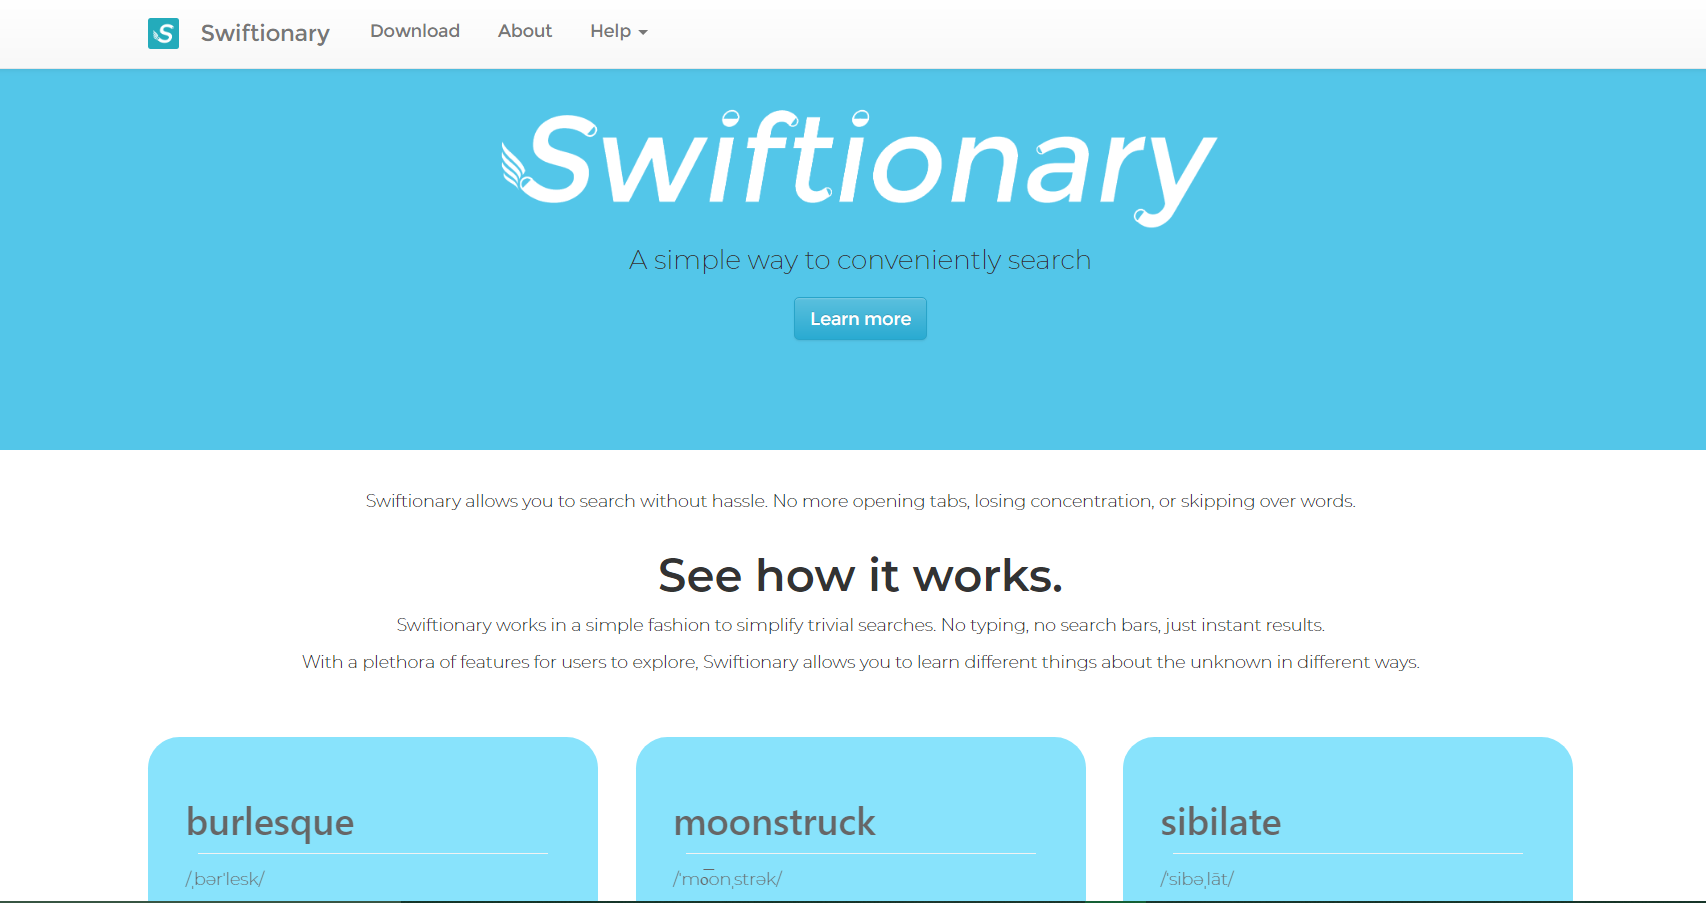 Swiftionary Download About Help
Swiftionary
A simple way to conveniently search
Learn more
Swiftionary allows you to search without hassle. No more opening tabs, losing concentration, or skipping over words.
See how it works.
Swiftionary works in a simple fashion to simplify trivial searches. No typing, no search bars, just instant results.
With a plethora of features for users to explore, Swiftionary allows you to learn different things about the unknown in different ways.
burlesque
/ˌbərˈlesk/
moonstruck
/ˈmo͞onˌstrək/
sibilate
/ˈsibəˌlāt/